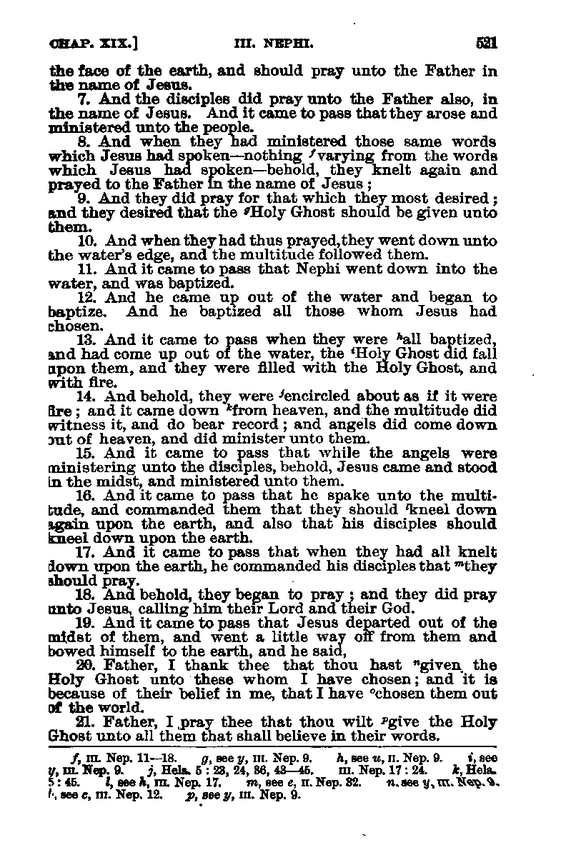 CHAP. XIX.] III. NEPHI. 521
the face of the earth, and should pray unto the Father in
the name of Jesus.
7. And the disciples did pray unto the Father also, in
the name of Jesus. And it came to pass that they arose and
ministered unto the people.
8. And when they had ministered those same words
which Jesus had spoken—nothing fvarying from the words
which Jesus had spoken—behold, they knelt again and
prayed to the Father in the name of Jesus;
9. And they did pray for that which they most desired;
and they desired that the gHoly Ghost should be given unto
them.
10. And when they had thus prayed, they went down unto
the water's edge, and the multitude followed them.
11. And it came to pass that Nephi went down into the
water, and was baptized.
12. And he came up out of the water and began to
baptize. And he baptized all those whom Jesus had
chosen.
13. And it came to pass when they were hall baptized,
and had come up out of the water, the iHoly Ghost did fall
upon them, and they were filled with the Holy Ghost, and
with fire.
14. And behold, they were jencircled about as if it were
fire; and it came down kfrom heaven, and the multitude did
witness it, and do bear record; and angels did come down
out of heaven, and did minister unto them.
15. And it came to pass that while the angels were
ministering unto the disciples, behold, Jesus came and stood
in the midst, and ministered unto them.
16. And it came to pass that he spake unto the multi-
tude, and commanded them that they should lkneel down
again upon the earth, and also that his disciples should
kneel down upon the earth.
17. And it came to pass that when they had all knelt
down upon the earth, he commanded his disciples that mthey
should pray.
18. And behold, they began to pray; and they did pray
unto Jesus, calling him their Lord and their God.
19. And it came to pass that Jesus departed out of the
midst of them, and went a little way off from them and
bowed himself to the earth, and he said,
20. Father, I thank thee that thou hast ngiven the
Holy Ghost unto these whom I have chosen; and it is
because of their belief in me, that I have ochosen them out
of the world.
21. Father, I pray thee that thou wilt pgive the Holy
Ghost unto all them that shall believe in their words.
f, III. Nep. 11—18. g, see y, III. Nep. 9. h, see u, II. Nep. 9. i, see
y, III. Nep. 9. j, Hela. 5 : 23, 24, 36, 43—45. III. Nep. 17 : 24. k, Hela.
5 : 45. l, see h, III. Nep. 17. m, see e, II. Nep. 32. n, see y, III. Nep. 9.
see c, III. Nep. 12. p, see y, III. Nep. 9.